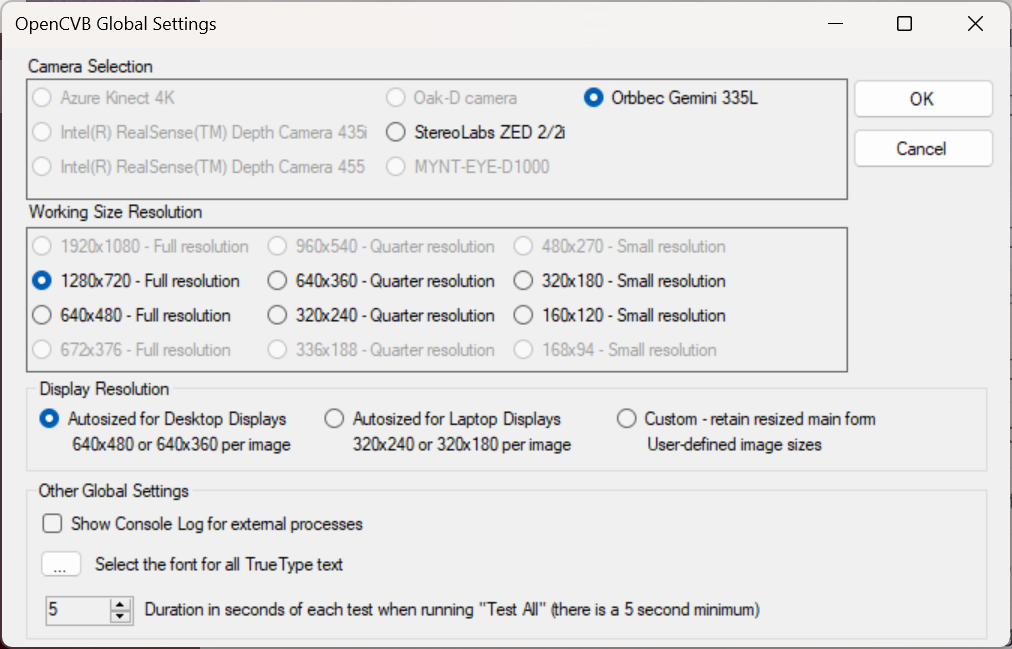 OpenCVB Global Settings
Camera Selection
Azure Kinect 4K
Oak-D camera
Orbbec Gemini 335L
OK
Intel(R) RealSense(TM) Depth Camera 435i
StereoLabs ZED 2/2i
Cancel
Intel(R) RealSense(TM) Depth Camera 455
MYNT-EYE-D1000
Working Size Resolution
1920x1080 - Full resolution
960x540 - Quarter resolution
480x270 - Small resolution
1280x720 - Full resolution
640x360 - Quarter resolution
320x180 - Small resolution
640x480 - Full resolution
320x240 - Quarter resolution
160x120 - Small resolution
672x376 - Full resolution
336x188 - Quarter resolution
168x94 - Small resolution
Display Resolution
Autosized for Desktop Displays
640x480 or 640x360 per image
Autosized for Laptop Displays
320x240 or 320x180 per image
Custom - retain resized main form
User-defined image sizes
Other Global Settings
Show Console Log for external processes
... Select the font for all TrueType text
5 Duration in seconds of each test when running "Test All" (there is a 5 second minimum)